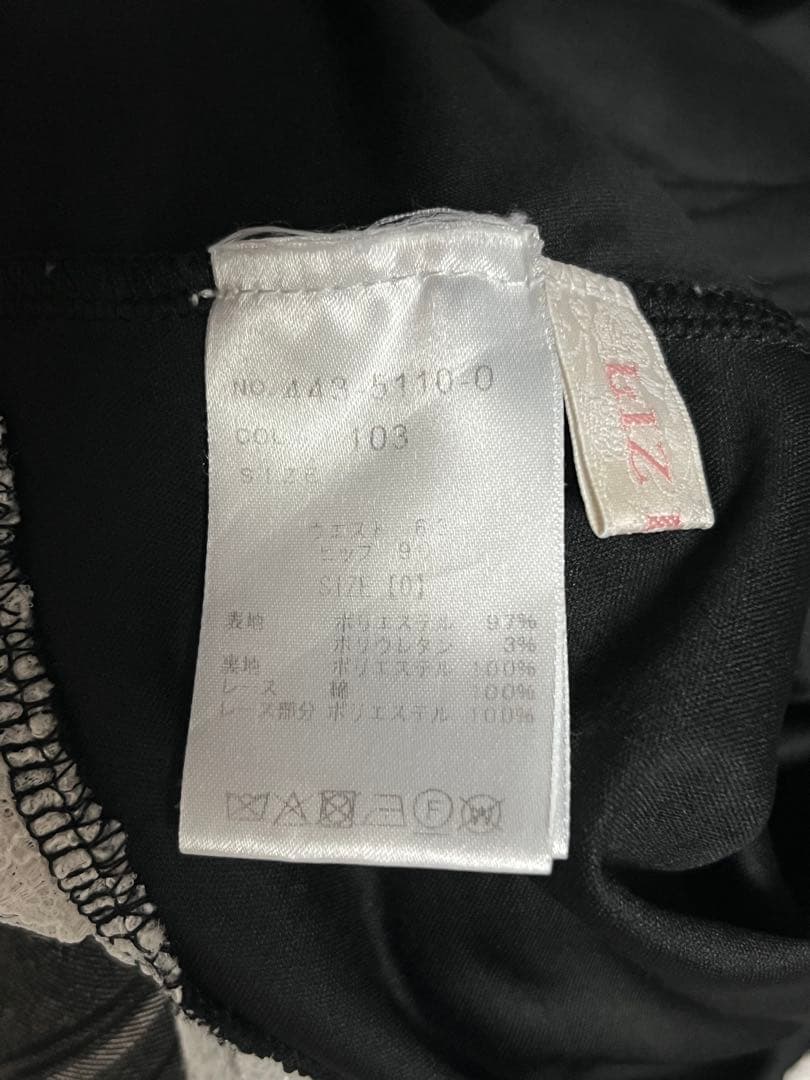 NO. 443-5110-0
COL 103
SIZE
ウエスト 63
ヒップ
SIZE [0]
表地 ポリエステル 97%
ポリウレタン 3%
裏地 ポリエステル 100%
レース 綿 100%
レース部分 ポリエステル 100%
F
W
LIZ